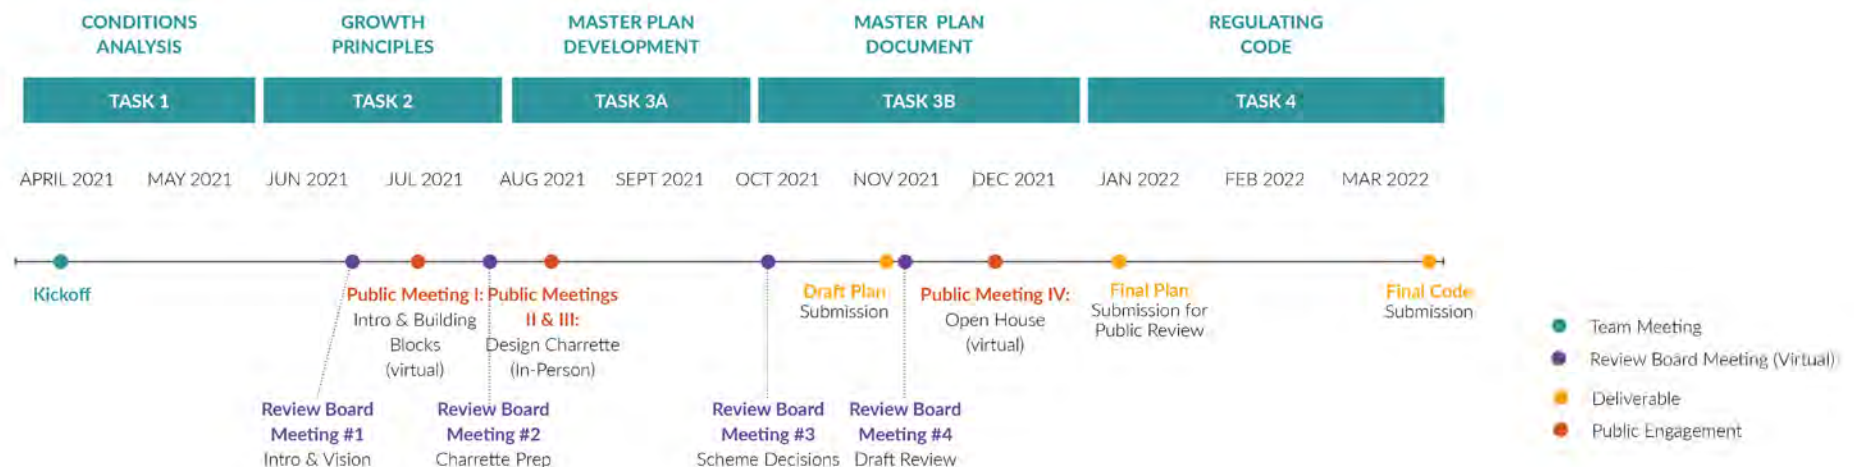 CONDITIONS
ANALYSIS
GROWTH
PRINCIPLES
MASTER PLAN
DEVELOPMENT
MASTER PLAN
DOCUMENT
REGULATING
CODE
TASK 1
TASK 2
TASK 3A
TASK 3B
TASK 4
APRIL 2021
MAY 2021
JUN 2021
JUL 2021
AUG 2021
SEPT 2021
OCT 2021
NOV 2021
DEC 2021
JAN 2022
FEB 2022
MAR 2022
Kickoff
Public Meeting I:
Intro & Building
Blocks
(virtual)
Public Meetings
II & III:
Design Charrette
(In-Person)
Draft Plan
Submission
Public Meeting IV:
Open House
(virtual)
Final Plan
Submission for
Public Review
Final Code
Submission
Review Board
Meeting #1
Intro & Vision
Review Board
Meeting #2
Charrette Prep
Review Board
Meeting #3
Scheme Decisions
Review Board
Meeting #4
Draft Review
Team Meeting
Review Board Meeting (Virtual)
Deliverable
Public Engagement